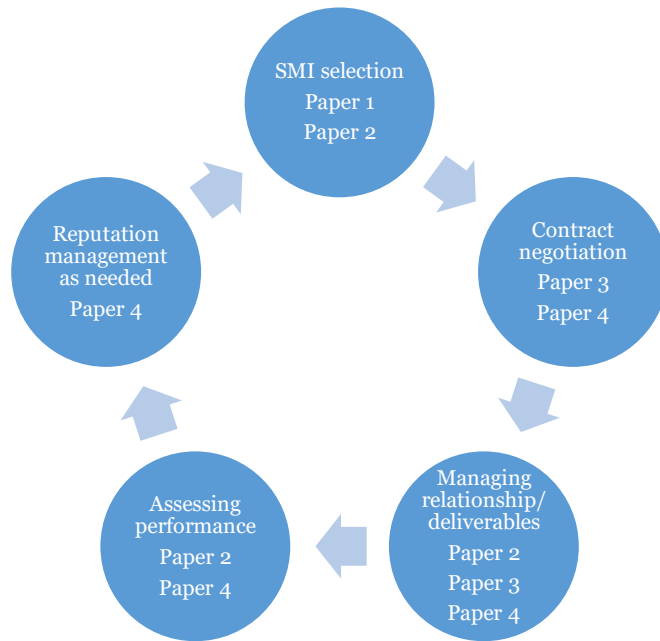 SMI selection
Paper 1
Paper 2
Contract
negotiation
Paper 3
Paper 4
Managing
relationship/
deliverables
Paper 2
Paper 3
Paper 4
Assessing
performance
Paper 2
Paper 4
Reputation
management
as needed
Paper 4